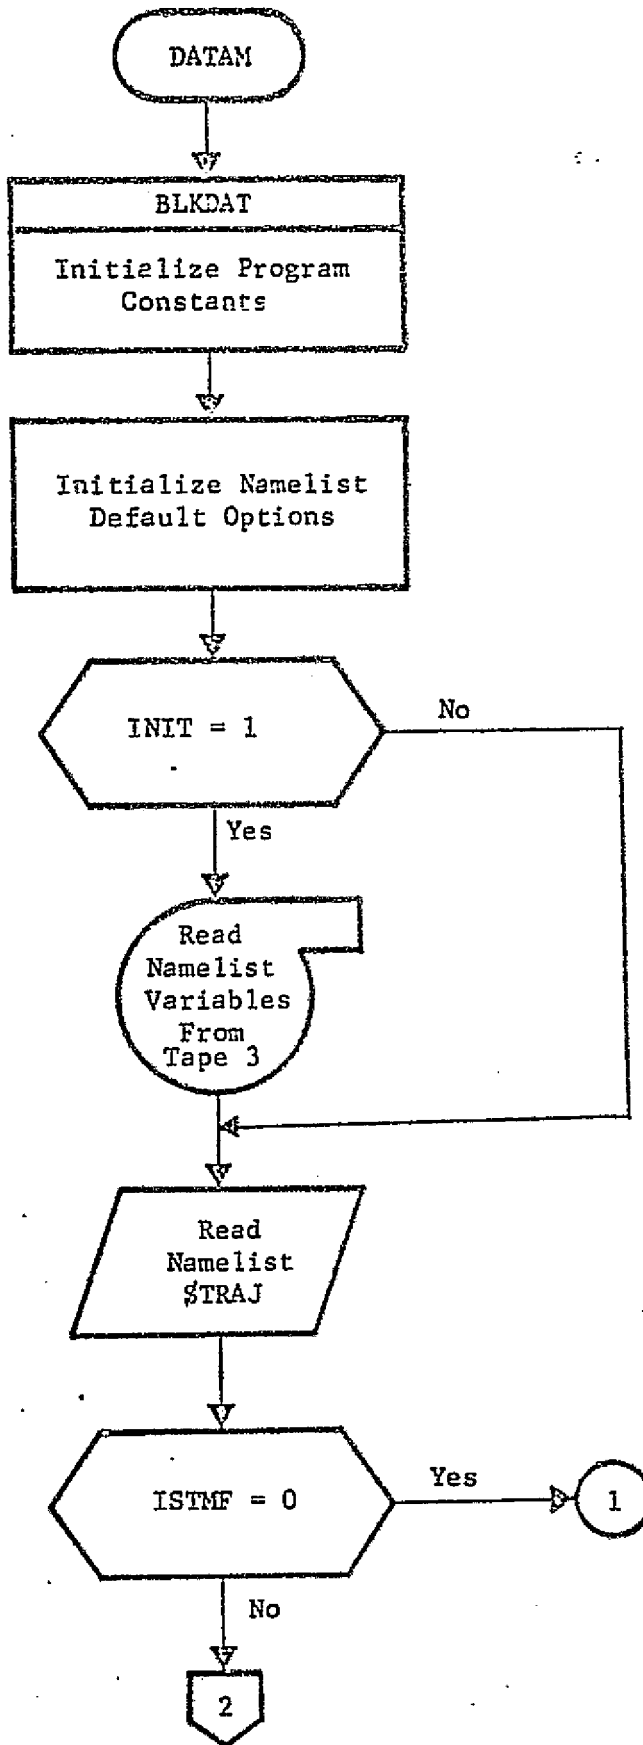 DATAM
BLKDAT
Initialize Program
Constants
Initialize Namelist
Default Options
INIT = 1
No
Yes
Read
Namelist
Variables
From
Tape 3
Read
Namelist
$TRAJ
ISTMF = 0
Yes
1
No
2